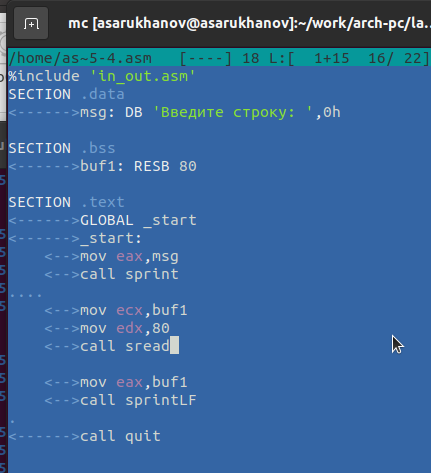 mc [asarukhanov@asarukhanov]:~/work/arch-pc/la...
/home/as~5-4.asm [----] 18 L:[ 1+15 16/ 22]
%include 'in_out.asm'
SECTION .data
<------>msg: DB 'Введите строку: ',0h
SECTION .bss
<------>buf1: RESB 80
SECTION .text
<------>GLOBAL _start
<------>_start:
<-->mov eax,msg
<-->call sprint
....
<-->mov ecx,buf1
<-->mov edx,80
<-->call sread
<-->mov eax,buf1
<-->call sprintLF
.
<------>call quit